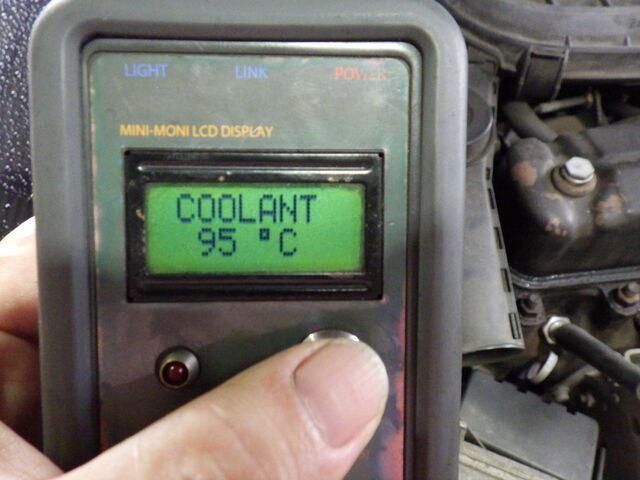 LIGHT LINK POWER
MINI-MONI LCD DISPLAY
COOLANT
95 °C